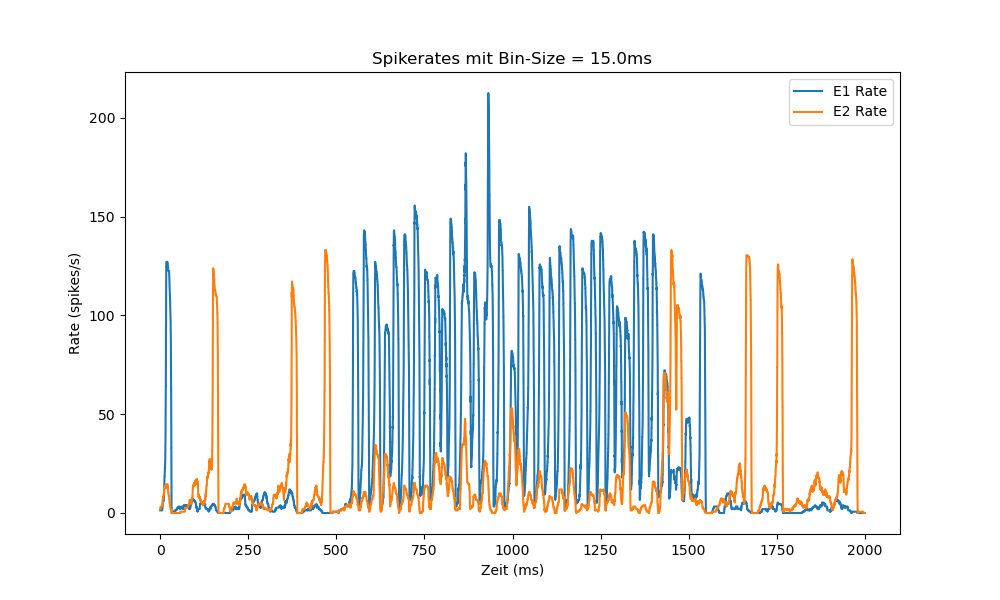 Spikerates mit Bin-Size = 15.0ms
E1 Rate
E2 Rate
200
150
100
50
0
Rate (spikes/s)
0 250 500 750 1000 1250 1500 1750 2000
Zeit (ms)